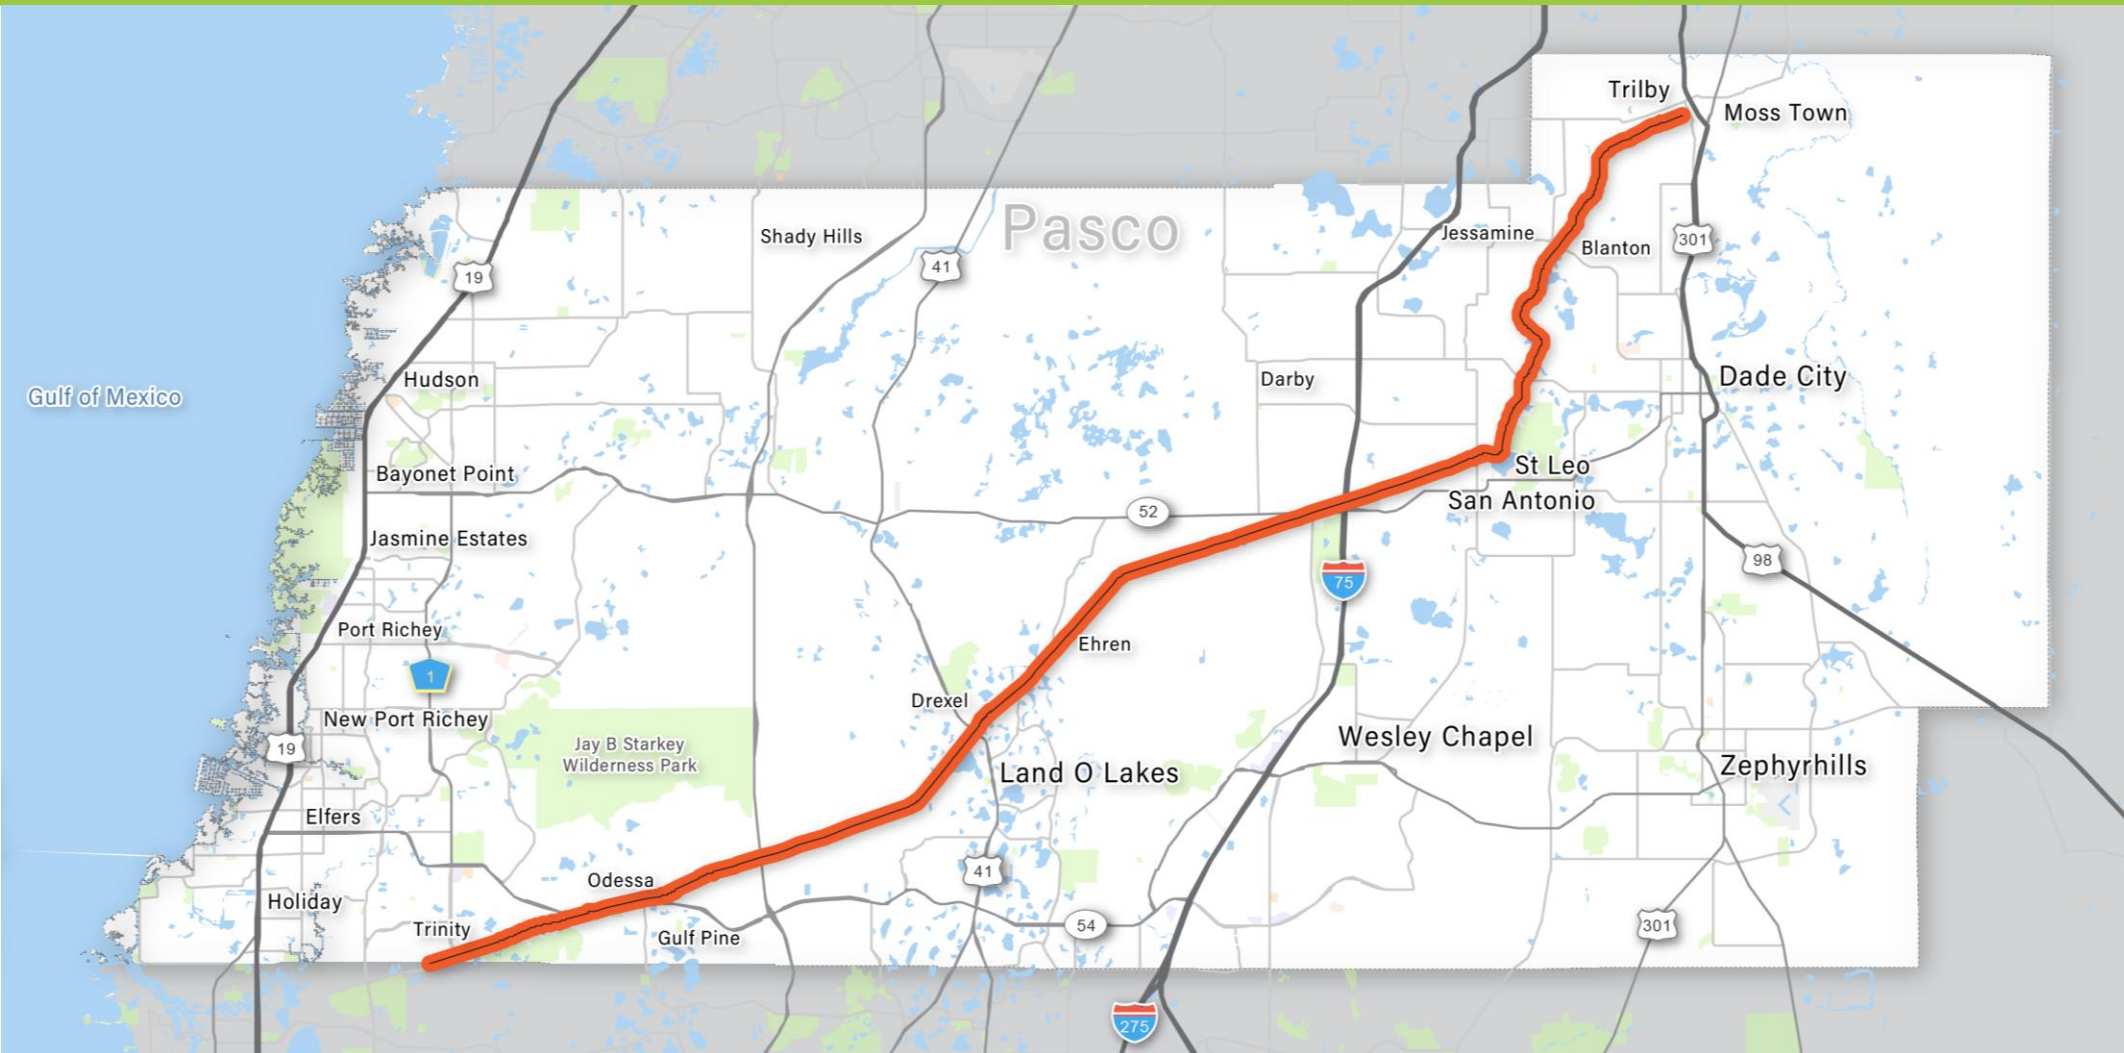 Trilby
Moss Town
Pasco
Shady Hills
Jessamine
301
Blanton
41
19
Hudson
Darby
Dade City
Gulf of Mexico
Bayonet Point
St Leo
San Antonio
52
Jasmine Estates
98
75
Port Richey
Ehren
1
Drexel
New Port Richey
19
Jay B Starkey
Wilderness Park
Wesley Chapel
Land O Lakes
Zephyrhills
Elfers
41
Odessa
Holiday
Trinity
Gulf Pine
54
301
275